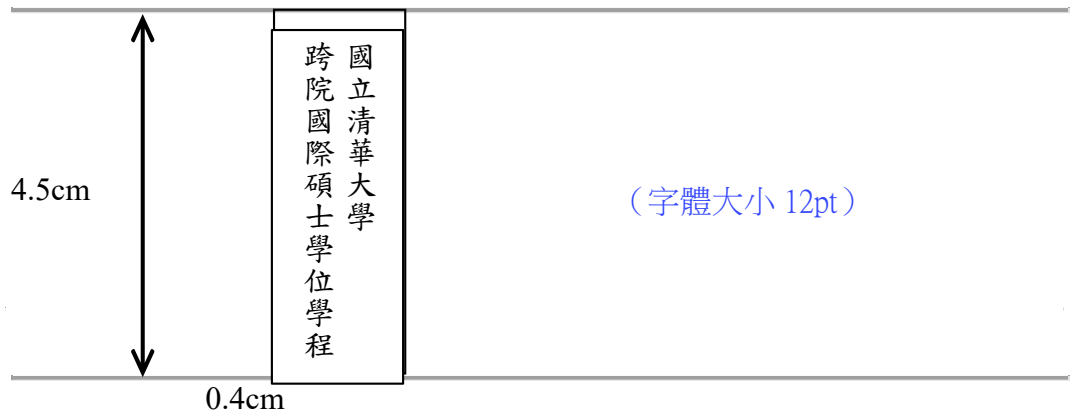 4.5cm
國立清華大學
跨院國際碩士學位學程
（字體大小 12pt）
0.4cm